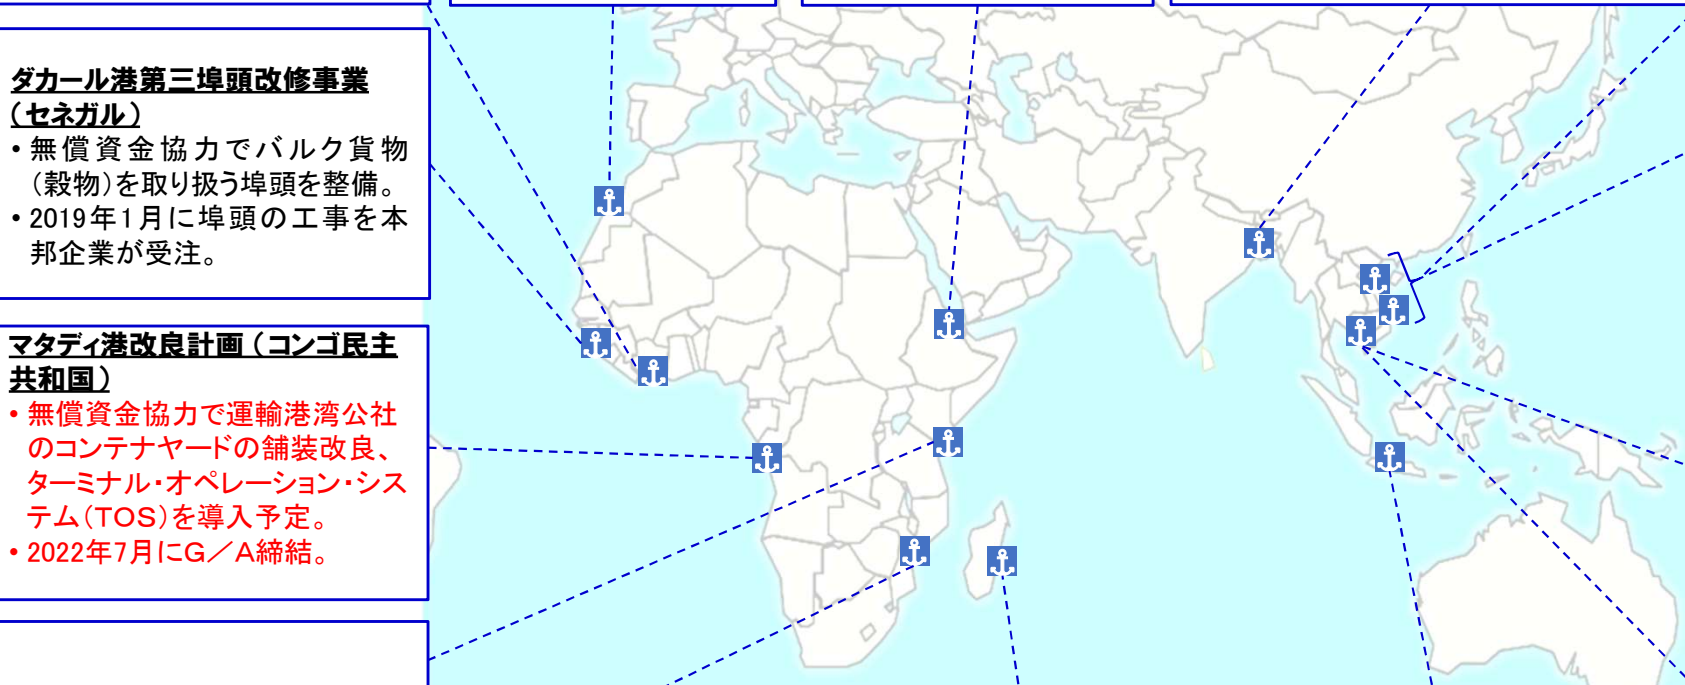 ダカール港第三埠頭改修事業
(セネガル)
• 無償資金協力でバルク貨物
(穀物)を取り扱う埠頭を整備。
• 2019年1月に埠頭の工事を本
邦企業が受注。
マタディ港改良計画(コンゴ民主
共和国)
• 無償資金協力で運輸港湾公社
のコンテナヤードの舗装改良、
ターミナル・オペレーション・シス
テム(TOS)を導入予定。
• 2022年7月にG/A締結。